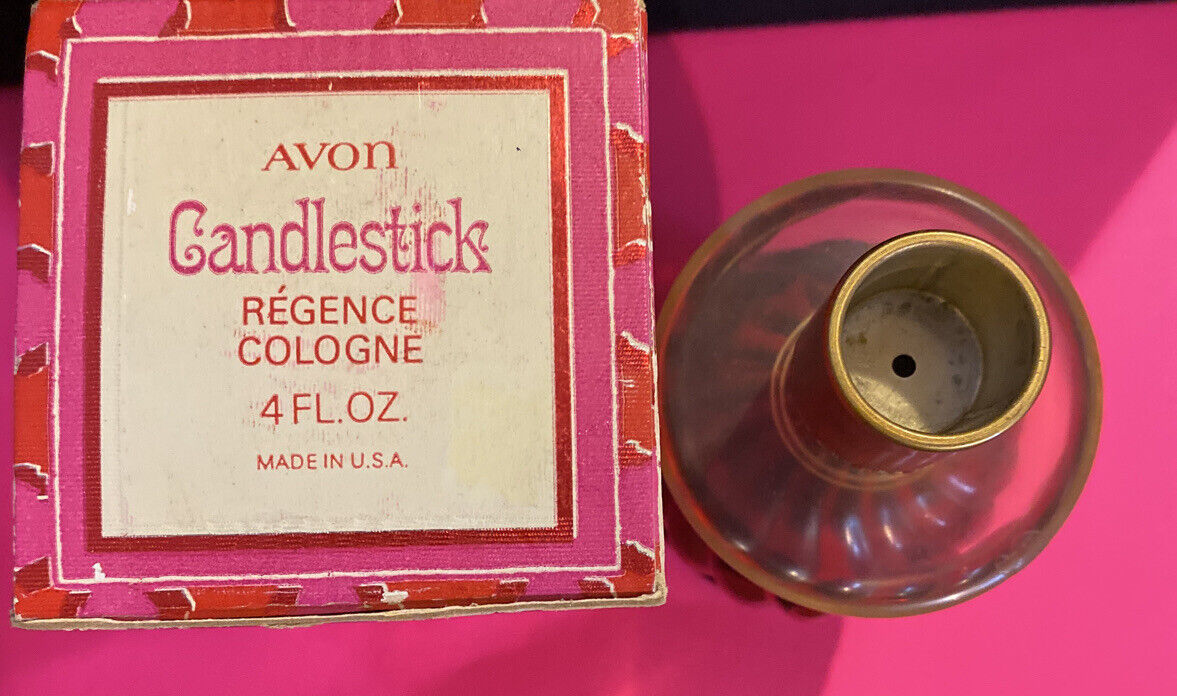 AVON
Candlestick
RÉGENCE
COLOGNE
4 FL.OZ.
MADE IN U.S.A.